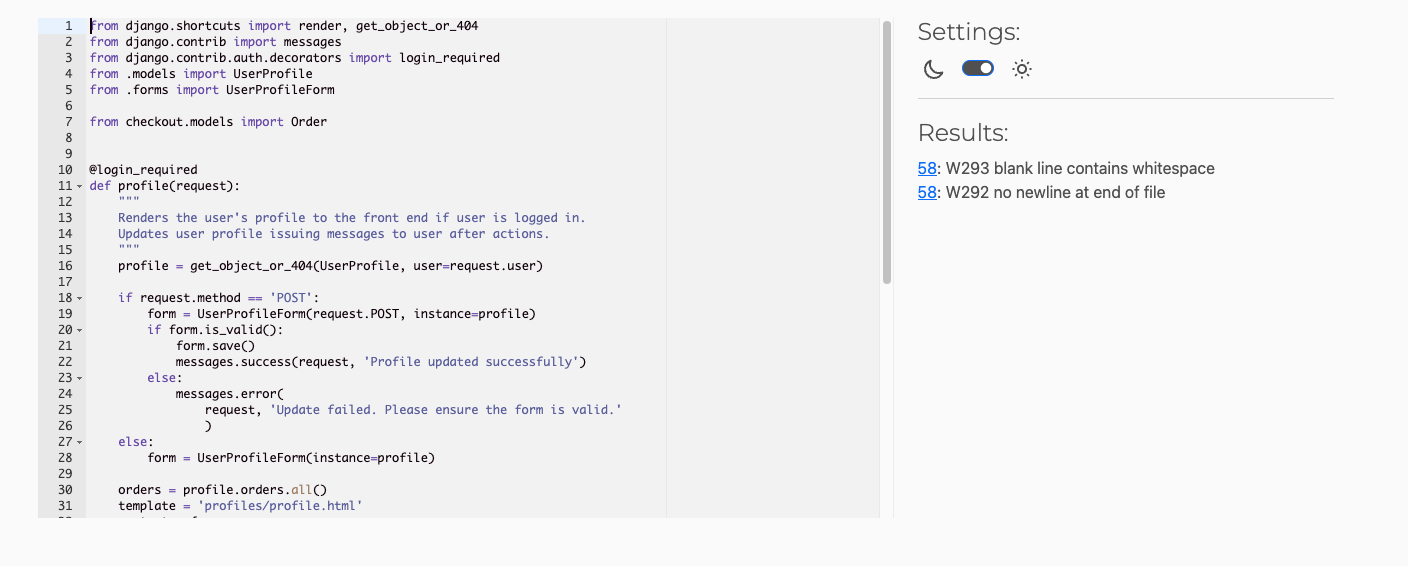 1 from django.shortcuts import render, get_object_or_404
2 from django.contrib import messages
3 from django.contrib.auth.decorators import login_required
4 from .models import UserProfile
5 from .forms import UserProfileForm
6
7 from checkout.models import Order
8
9
10 @login_required
11 def profile(request):
12     """
13     Renders the user's profile to the front end if user is logged in.
14     Updates user profile issuing messages to user after actions.
15     """
16     profile = get_object_or_404(UserProfile, user=request.user)
17
18     if request.method == 'POST':
19         form = UserProfileForm(request.POST, instance=profile)
20         if form.is_valid():
21             form.save()
22             messages.success(request, 'Profile updated successfully')
23         else:
24             messages.error(
25                 request, 'Update failed. Please ensure the form is valid.'
26                 )
27     else:
28         form = UserProfileForm(instance=profile)
29
30     orders = profile.orders.all()
31     template = 'profiles/profile.html'
Settings:
Results:
58: W293 blank line contains whitespace
58: W292 no newline at end of file